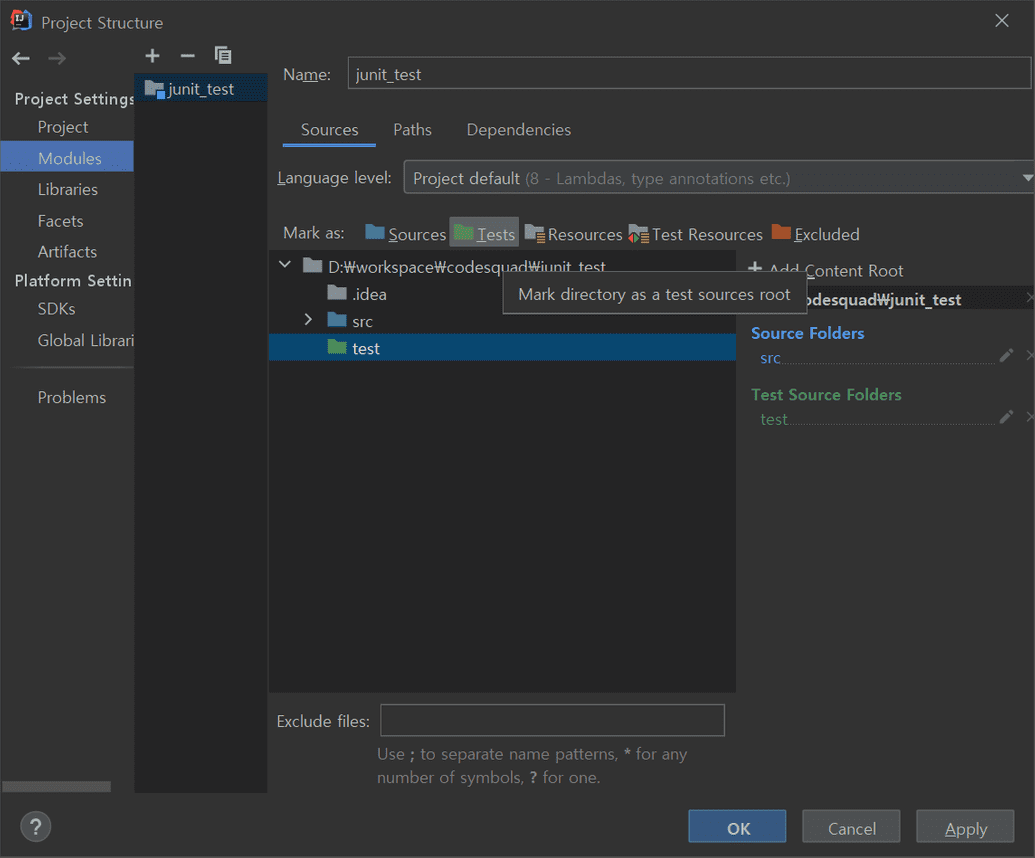 Project Structure
Name:
junit_test
junit_test
Project Settings
Project
Modules
Libraries
Facets
Artifacts
Platform Settin
SDKs
Global Librari
Problems
Sources
Paths
Dependencies
Language level:
Project default (8 - Lambdas, type annotations etc.)
Mark as:
Sources
Tests
Resources
Test Resources
Excluded
D:₩workspace₩codesquad₩junit_test
.idea
src
test
Mark directory as a test sources root
+ Add Content Root
odesquad₩junit_test
Source Folders
src
Test Source Folders
test
Exclude files:
Use ; to separate name patterns, * for any
number of symbols, ? for one.
?
OK
Cancel
Apply